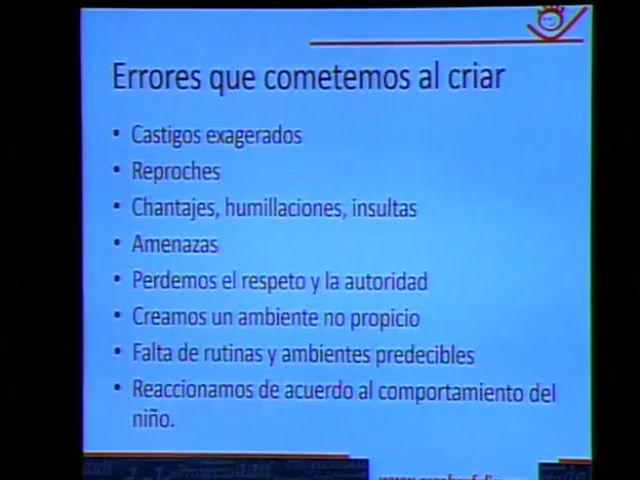 Errores que cometemos al criar
• Castigos exagerados
• Reproches
• Chantajes, humillaciones, insultas
• Amenazas
• Perdemos el respeto y la autoridad
• Creamos un ambiente no propicio
• Falta de rutinas y ambientes predecibles
• Reaccionamos de acuerdo al comportamiento del
niño.